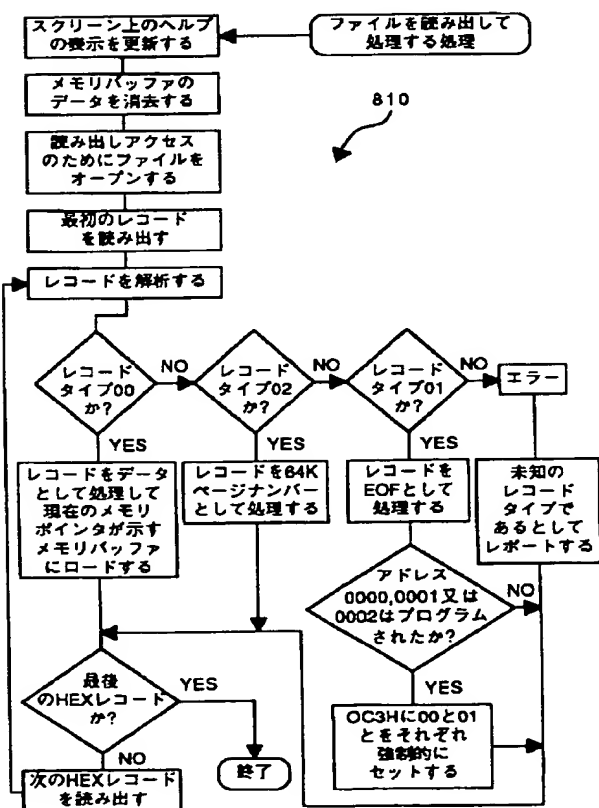 スクリーン上のヘルプ
の表示を更新する
ファイルを読み出して
処理する処理
メモリバッファの
データを消去する
810
読み出しアクセス
のためにファイルを
オープンする
最初のレコード
を読み出す
レコードを解析する
レコード
タイプ00
か?
NO
レコード
タイプ02
か?
NO
レコード
タイプ01
か?
NO
エラー
YES
YES
YES
レコードをデータ
として処理して
現在のメモリ
ポインタが示す
メモリバッファ
にロードする
レコードを64K
ページナンバー
として処理する
レコードを
EOFとして
処理する
未知の
レコード
タイプで
あるとして
レポートする
アドレス
0000,0001又は
0002はプログラム
されたか?
NO
YES
OC3Hに00と01
とをそれぞれ
強制的に
セットする
最後
のHEXレコード
か?
YES
終了
NO
次のHEXレコード
を読み出す